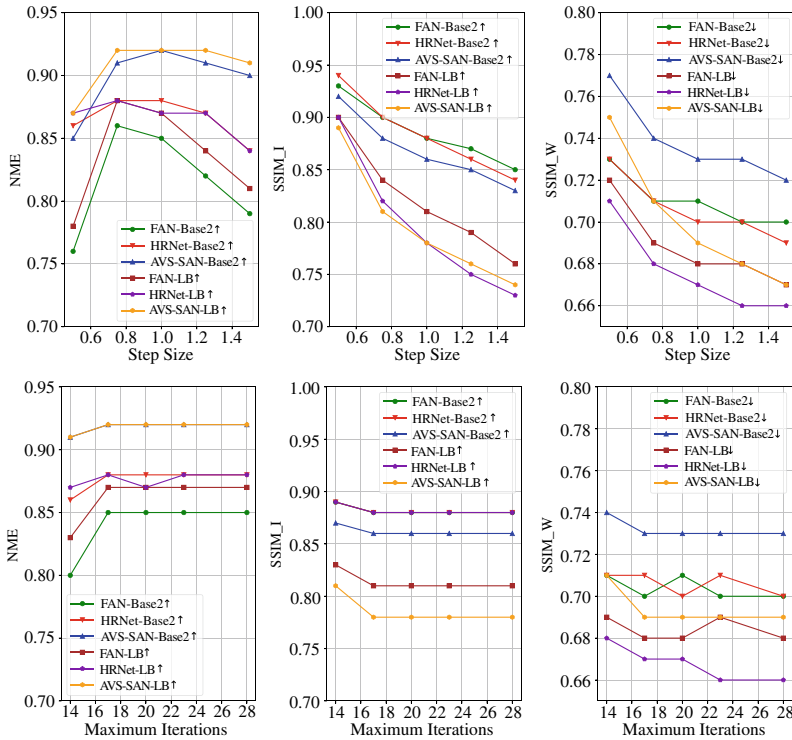 0.95
0.90
0.85
0.80
0.75
0.70
NME
FAN-Base2↑
HRNet-Base2↑
AVS-SAN-Base2↑
FAN-LB↑
HRNet-LB↑
AVS-SAN-LB↑
0.6 0.8 1.0 1.2 1.4
Step Size
1.00
0.95
0.90
0.85
0.80
0.75
0.70
SSIM_I
FAN-Base2↑
HRNet-Base2↑
AVS-SAN-Base2↑
FAN-LB↑
HRNet-LB↑
AVS-SAN-LB↑
0.6 0.8 1.0 1.2 1.4
Step Size
0.80
0.78
0.76
0.74
0.72
0.70
0.68
0.66
SSIM_W
FAN-Base2↓
HRNet-Base2↓
AVS-SAN-Base2↓
FAN-LB↓
HRNet-LB↓
AVS-SAN-LB↓
0.6 0.8 1.0 1.2 1.4
Step Size
0.95
0.90
0.85
0.80
0.75
0.70
NME
FAN-Base2↑
HRNet-Base2↑
AVS-SAN-Base2↑
FAN-LB↑
HRNet-LB↑
AVS-SAN-LB↑
14 16 18 20 22 24 26 28
Maximum Iterations
1.00
0.95
0.90
0.85
0.80
0.75
0.70
SSIM_I
FAN-Base2↑
HRNet-Base2↑
AVS-SAN-Base2↑
FAN-LB↑
HRNet-LB↑
AVS-SAN-LB↑
14 16 18 20 22 24 26 28
Maximum Iterations
0.80
0.78
0.76
0.74
0.72
0.70
0.68
0.66
SSIM_W
FAN-Base2↓
HRNet-Base2↓
AVS-SAN-Base2↓
FAN-LB↓
HRNet-LB↓
AVS-SAN-LB↓
14 16 18 20 22 24 26 28
Maximum Iterations